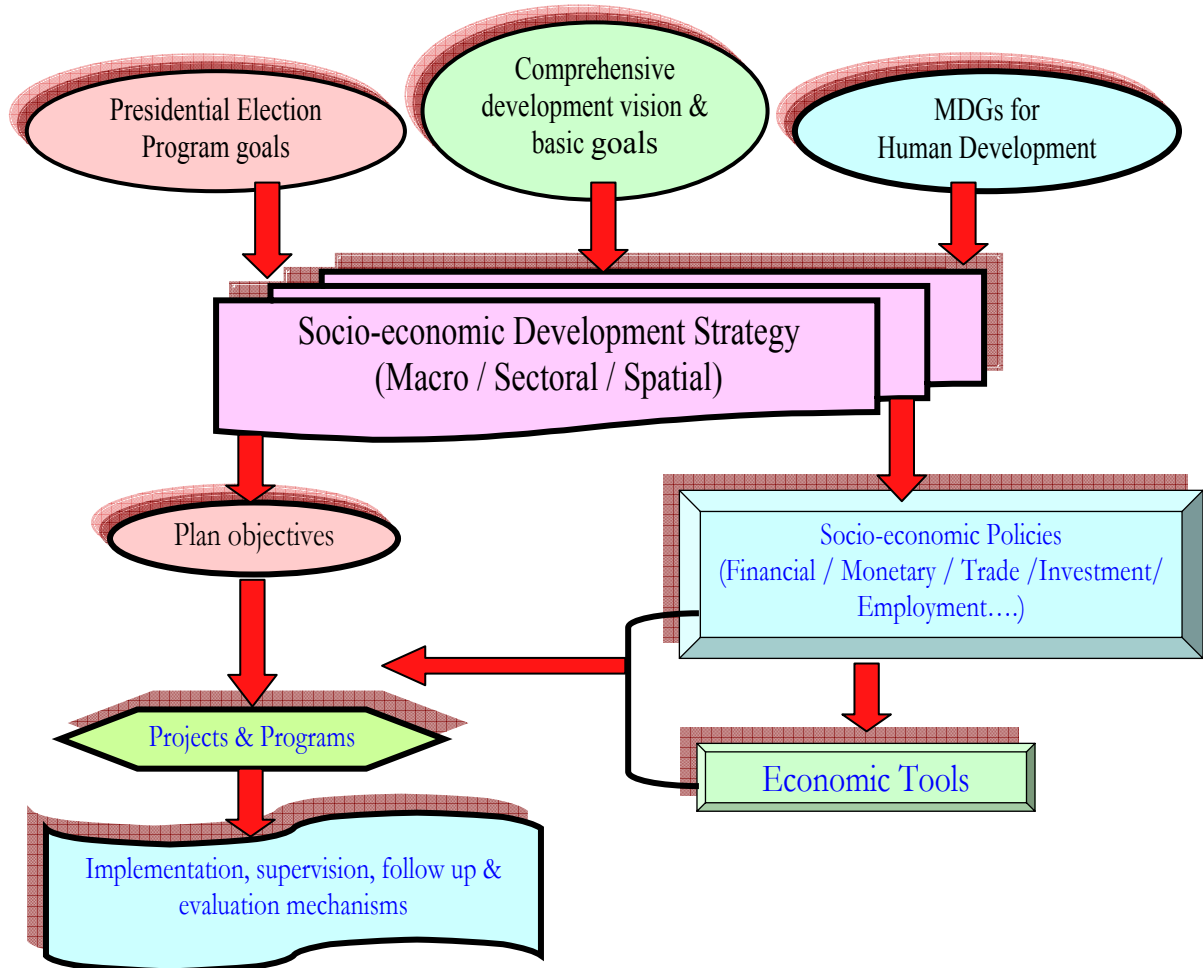 Presidential Election
Program goals
Comprehensive
development vision &
basic goals
MDGs for
Human Development
Socio-economic Development Strategy
(Macro / Sectoral / Spatial)
Plan objectives
Socio-economic Policies
(Financial / Monetary / Trade /Investment/
Employment….)
Projects & Programs
Economic Tools
Implementation, supervision, follow up &
evaluation mechanisms